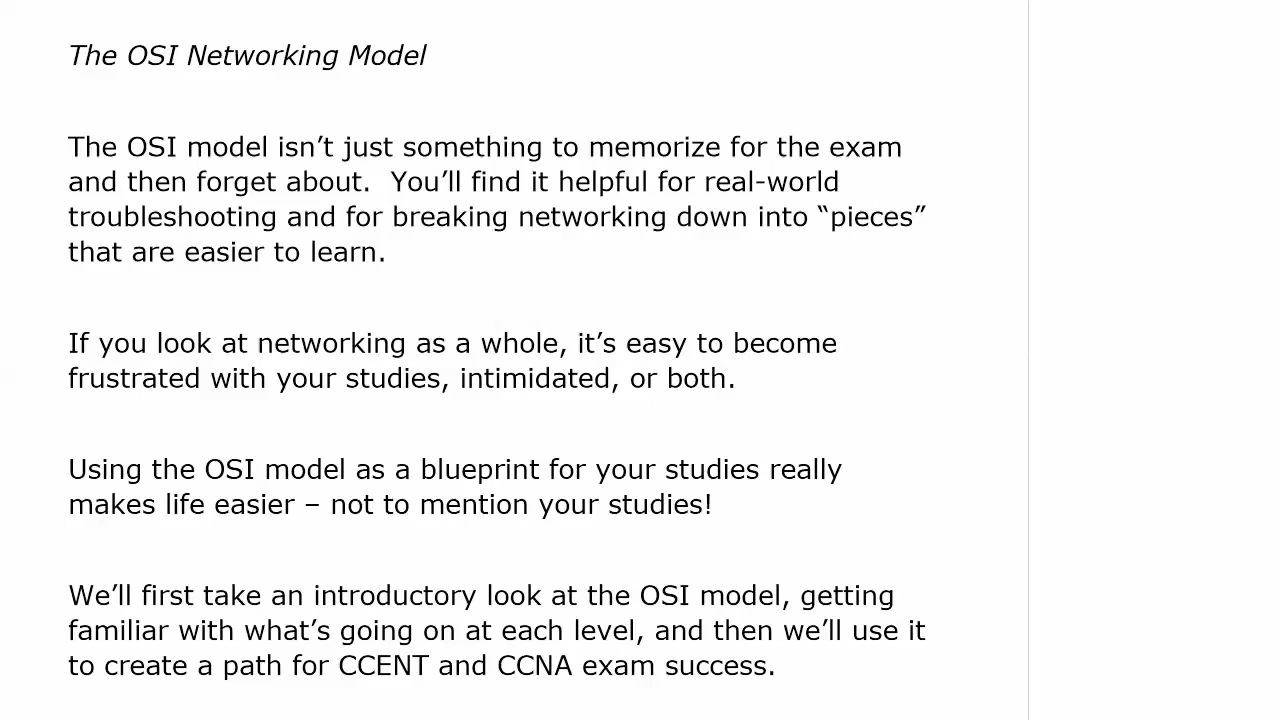 The OSI Networking Model
The OSI model isn’t just something to memorize for the exam
and then forget about.  You’ll find it helpful for real-world
troubleshooting and for breaking networking down into “pieces”
that are easier to learn.
If you look at networking as a whole, it’s easy to become
frustrated with your studies, intimidated, or both.
Using the OSI model as a blueprint for your studies really
makes life easier – not to mention your studies!
We’ll first take an introductory look at the OSI model, getting
familiar with what’s going on at each level, and then we’ll use it
to create a path for CCENT and CCNA exam success.